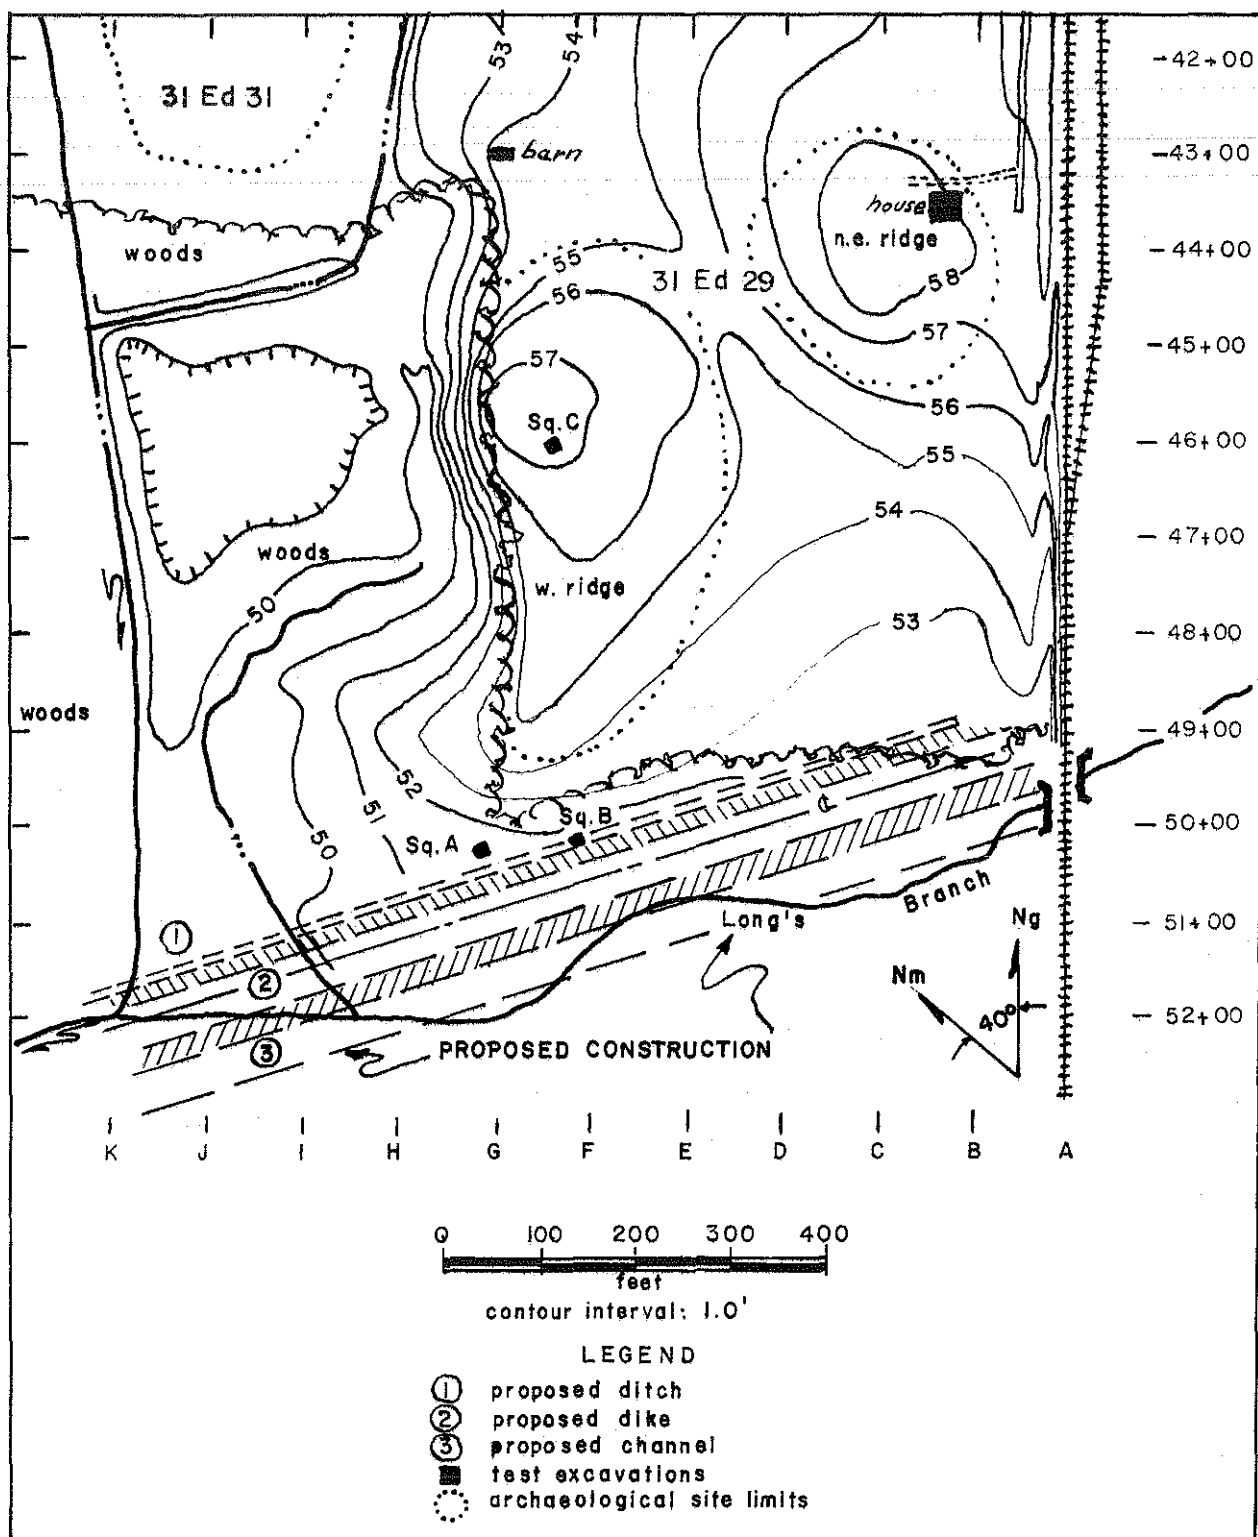 53
54
-42+00
31 Ed 31
barn
-43+00
house
n.e. ridge
woods
-44+00
55
31 Ed 29
56
58
57
-45+00
57
56
Sq. C
-46+00
55
54
woods
-47+00
w. ridge
50
53
-48+00
woods
-49+00
52
51
Sq. B
50
Sq. A
-50+00
Branch
Long's
Ng
-51+00
1
Nm
2
40°
-52+00
3
PROPOSED CONSTRUCTION
K J I H G F E D C B A
0 100 200 300 400
feet
contour interval: 1.0'
LEGEND
1 proposed ditch
2 proposed dike
3 proposed channel
test excavations
archaeological site limits